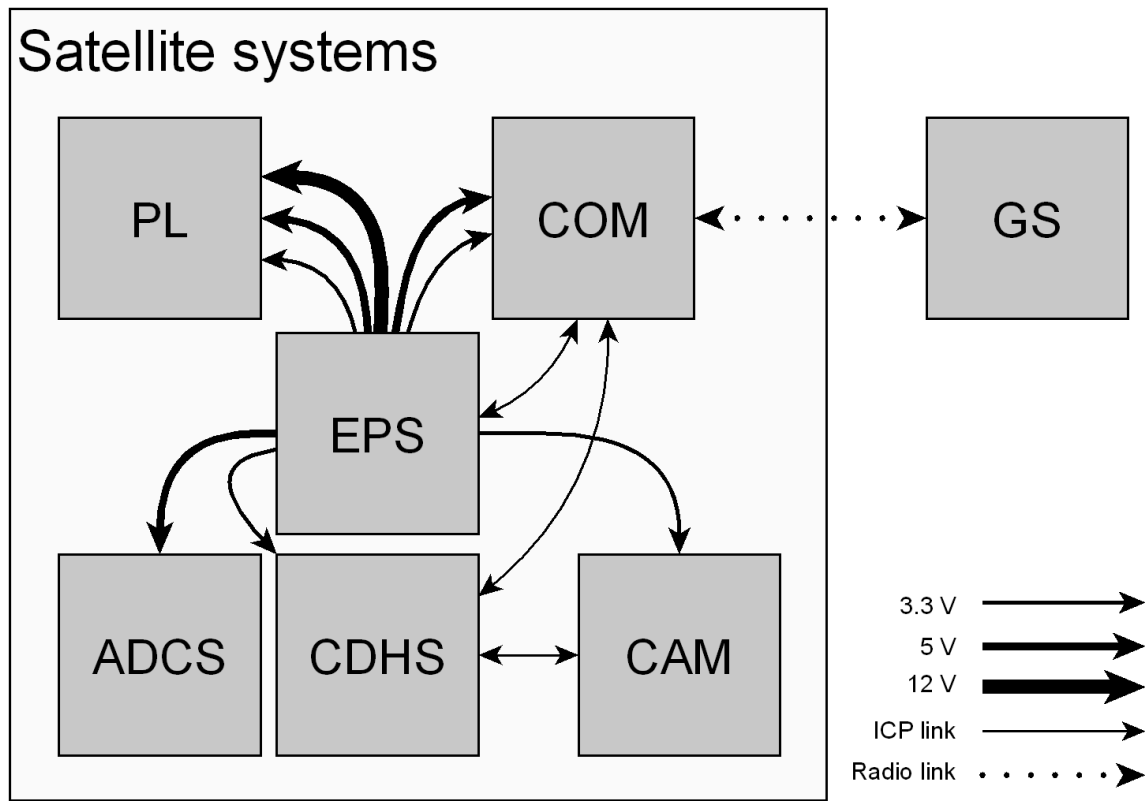 Satellite systems
PL
COM
GS
EPS
ADCS
CDHS
CAM
3.3 V
5 V
12 V
ICP link
Radio link